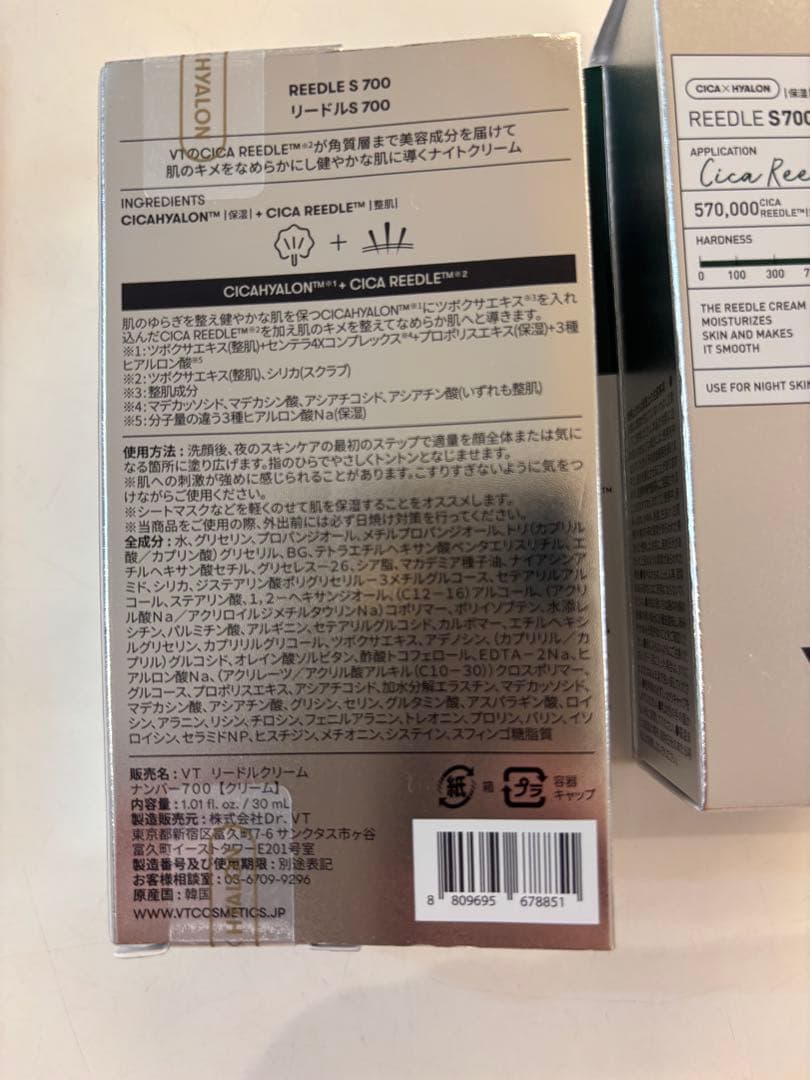 CHYALON
REEDLE S 700
リードルS 700
VTのCICA REEDLE™※2が角質層まで美容成分を届けて
肌のキメをなめらかにし健やかな肌に導くナイトクリーム
INGREDIENTS
CICAHYALON™ |保湿| + CICA REEDLE™ |整肌|
+
CICAHYALON™※1 + CICA REEDLE™※2
肌のゆらぎを整え健やかな肌を保つCICAHYALON™※1にツボクサエキス※3を入れ
込んだCICA REEDLE™※2を加え肌のキメを整えてなめらか肌へと導きます。
※1:ツボクサエキス(整肌)+センテラ4Xコンプレックス※4+プロポリスエキス(保湿)+3種
ヒアルロン酸※5
※2:ツボクサエキス(整肌)、シリカ(スクラブ)
※3:整肌成分
※4:マデカッソシド、マデカシン酸、アシアチコシド、アシアチン酸(いずれも整肌)
※5:分子量の違う3種ヒアルロン酸Na(保湿)
使用方法:洗顔後、夜のスキンケアの最初のステップで適量を顔全体または気に
なる箇所に塗り広げます。指のひらでやさしくトントンとなじませます。
※肌への刺激が強めに感じられることがあります。こすりすぎないように気をつ
けながらご使用ください。
※シートマスクなどを軽くのせて肌を保湿することをオススメします。
※当商品をご使用の際、外出前には必ず日焼け対策を行ってください。
全成分:水、グリセリン、プロパンジオール、メチルプロパンジオール、トリ(カプリル
酸/カプリン酸)グリセリル、BG、テトラエチルヘキサン酸ペンタエリスリチル、エ
チルヘキサン酸セチル、グリセレス-26、シア脂、マカデミア種子油、ナイアシンア
ミド、シリカ、ジステアリン酸ポリグリセリル-3メチルグルコース、セテアリルアル
コール、ステアリン酸、1,2-ヘキサンジオール、(C12-16)アルコール、(アクリ
ル酸Na/アクリロイルジメチルタウリンNa)コポリマー、ポリイソブテン、水添レ
シチン、パルミチン酸、アルギニン、セテアリルグルコシド、カルボマー、エチルヘキシ
ルグリセリン、カプリリルグリコール、ツボクサエキス、アデノシン、(カプリリル/カ
プリル)グルコシド、オレイン酸ソルビタン、酢酸トコフェロール、EDTA-2Na、ヒ
アルロン酸Na、(アクリレーツ/アクリル酸アルキル(C10-30))クロスポリマー、
グルコース、プロポリスエキス、アシアチコシド、加水分解エラスチン、マデカッソシド、
マデカシン酸、アシアチン酸、グリシン、セリン、グルタミン酸、アスパラギン酸、ロイ
シン、アラニン、リシン、チロシン、フェニルアラニン、トレオニン、プロリン、バリン、イソ
ロイシン、セラミドNP、ヒスチジン、メチオニン、システイン、スフィンゴ糖脂質
販売名:VT リードルクリーム
ナンバー700【クリーム】
内容量:1.01 fl. oz. / 30 mL
製造販売元:株式会社Dr. VT
東京都新宿区富久町7-6 サンクタス市ヶ谷
富久町イーストタワーE201号室
製造番号及び使用期限:別途表記
お客様相談室:03-6709-9296
原産国:韓国
WWW.VTCOSMETICS.JP
紙 箱
プラ 容器
キャップ
8 809695 678851
CHYALON
CICA×HYALON |保湿|
REEDLE S700
APPLICATION
Cica Ree
570,000 CICA REEDLE™
HARDNESS
0 100 300 7
THE REEDLE CREAM
MOISTURIZES
SKIN AND MAKES
IT SMOOTH
USE FOR NIGHT SKIN